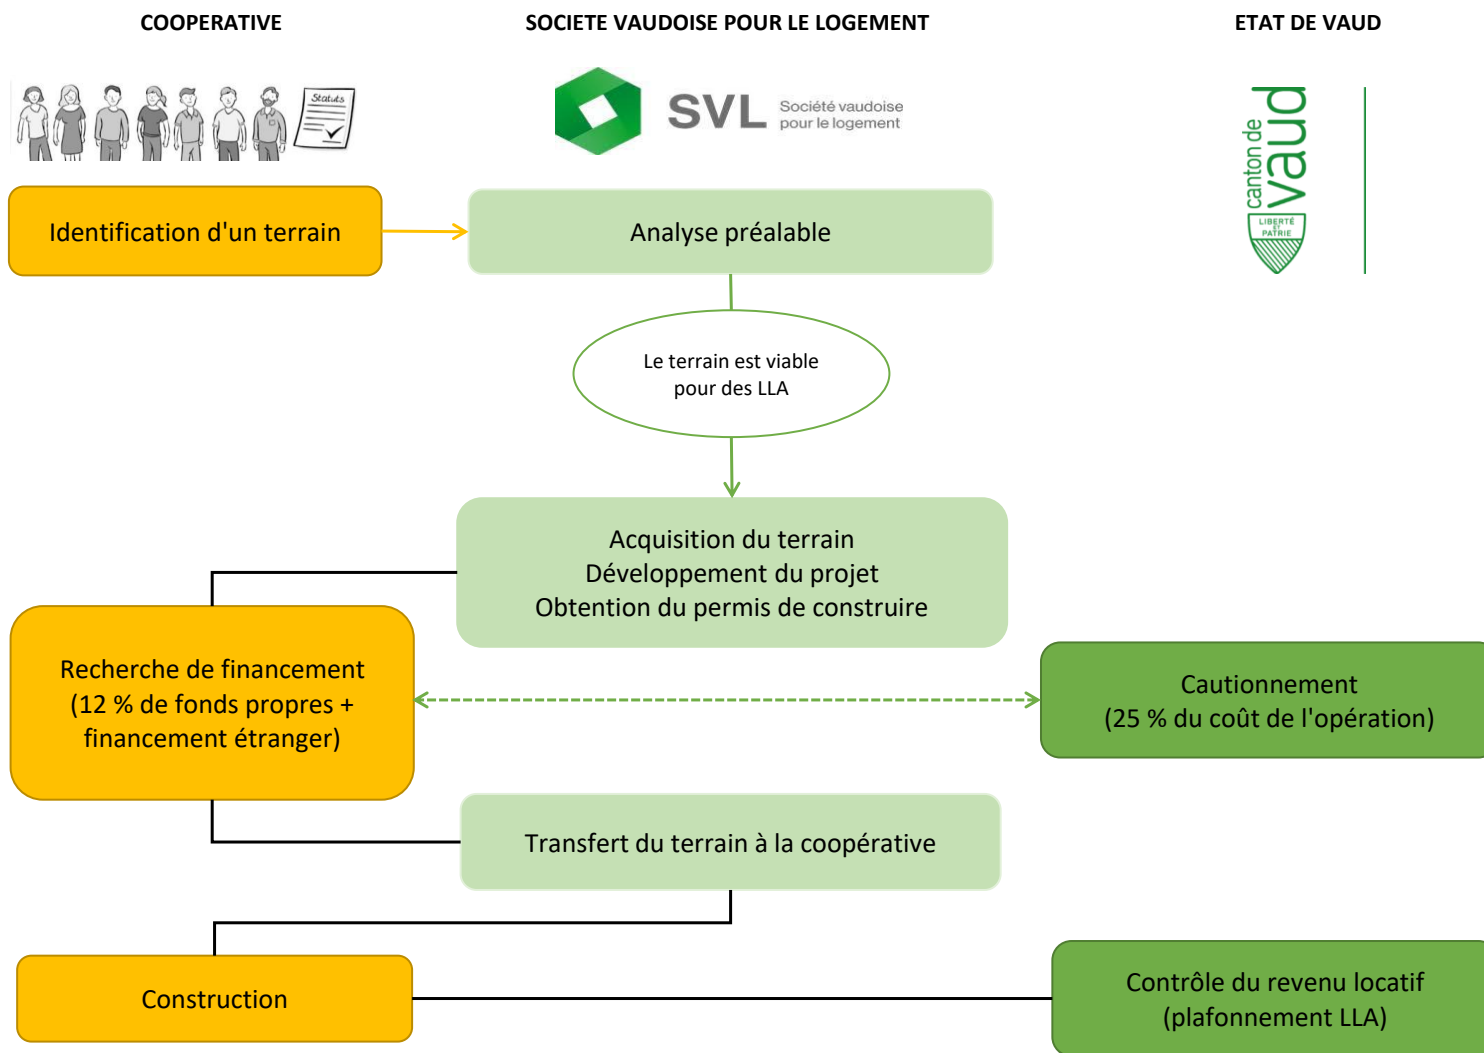 COOPERATIVE
SOCIETE VAUDOISE POUR LE LOGEMENT
ETAT DE VAUD
Statuts
SVL
Société vaudoise
pour le logement
canton de
vaud
LIBERTÉ
ET
PATRIE
Identification d'un terrain
Analyse préalable
Le terrain est viable
pour des LLA
Acquisition du terrain
Développement du projet
Obtention du permis de construire
Recherche de financement
(12 % de fonds propres +
financement étranger)
Cautionnement
(25 % du coût de l'opération)
Transfert du terrain à la coopérative
Construction
Contrôle du revenu locatif
(plafonnement LLA)